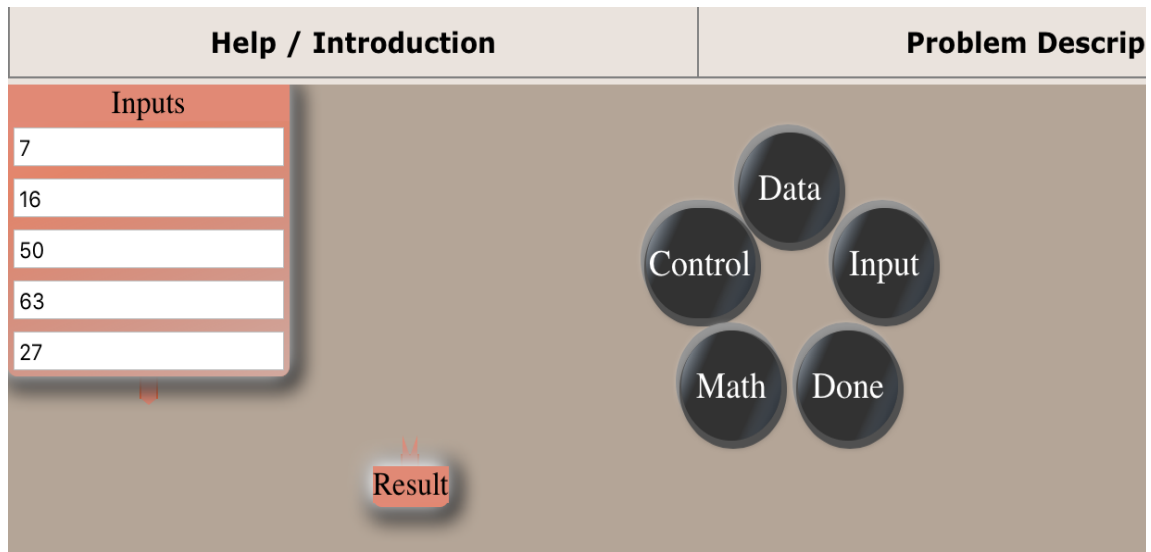 Help / Introduction
Problem Descrip
Inputs
7
16
50
63
27
Data
Control
Input
Math
Done
Result